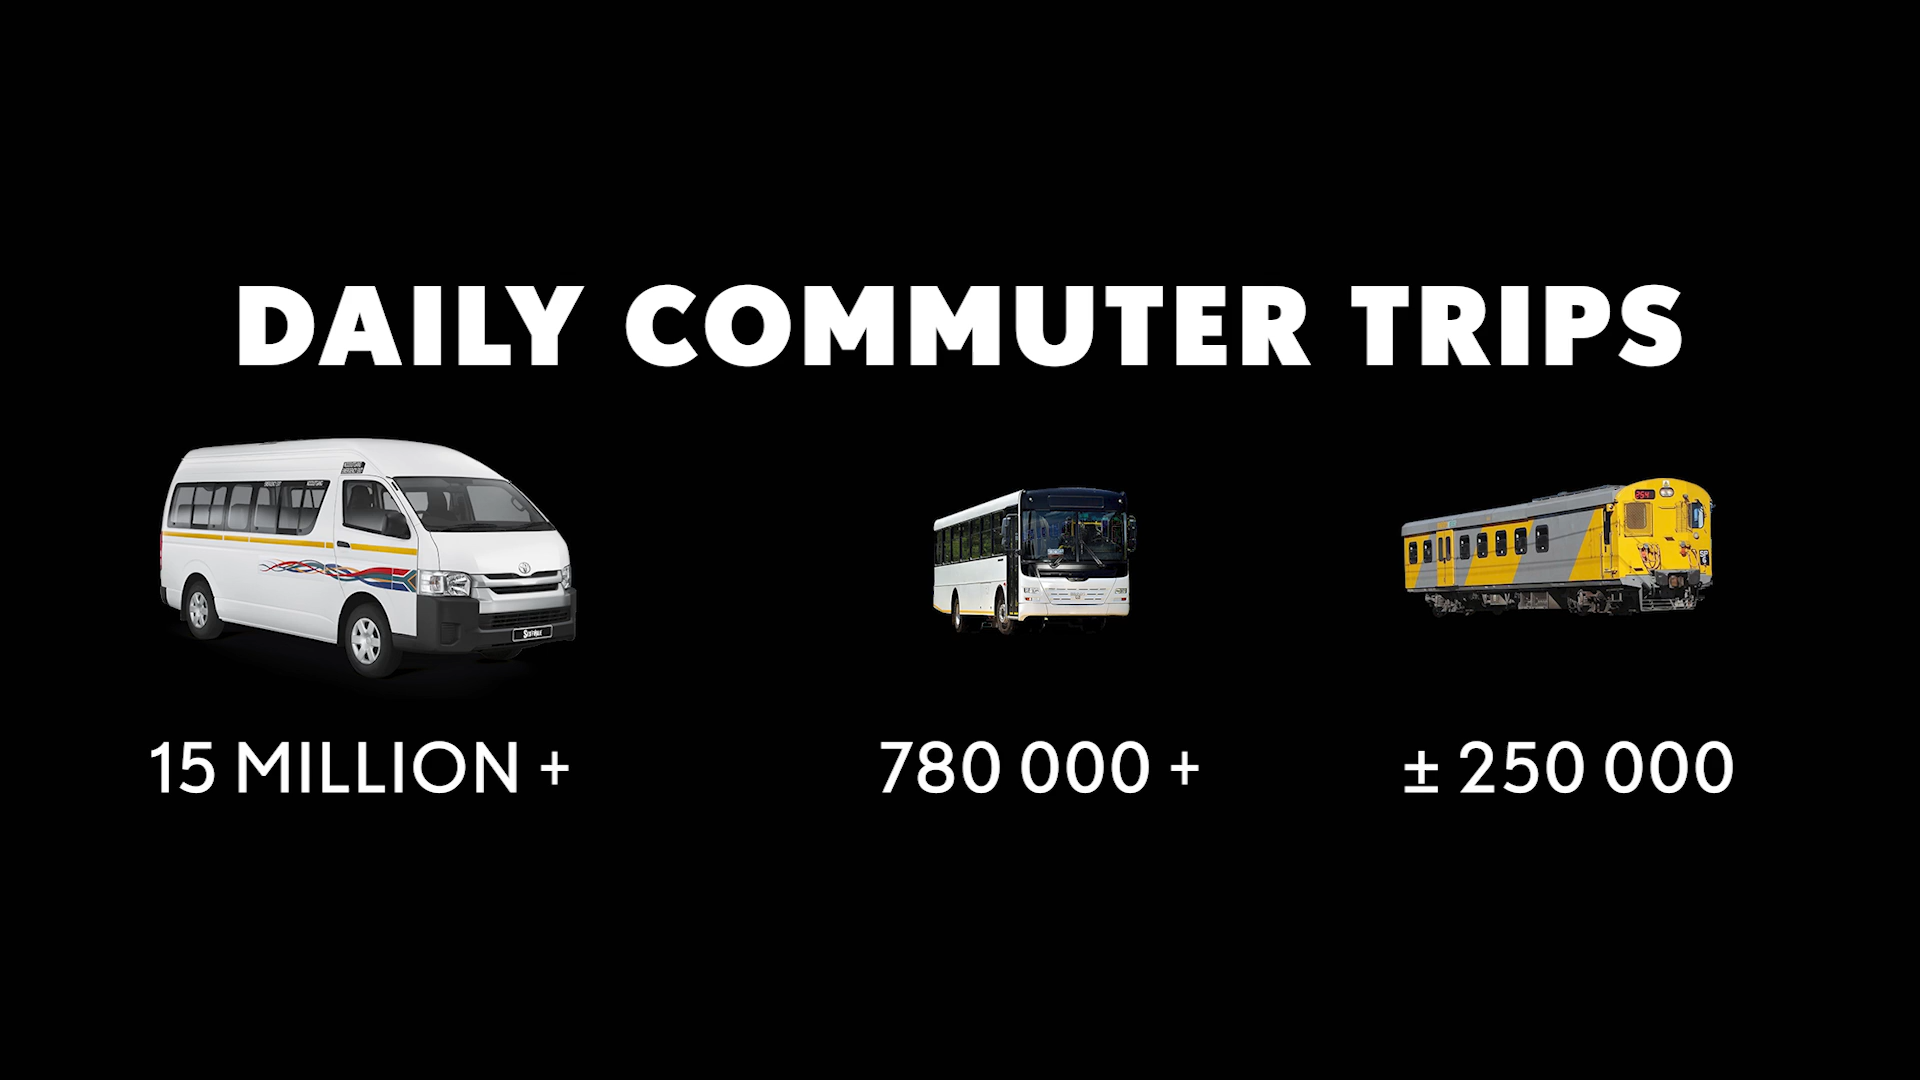 DAILY COMMUTER TRIPS
15 MILLION +
780 000 +
± 250 000